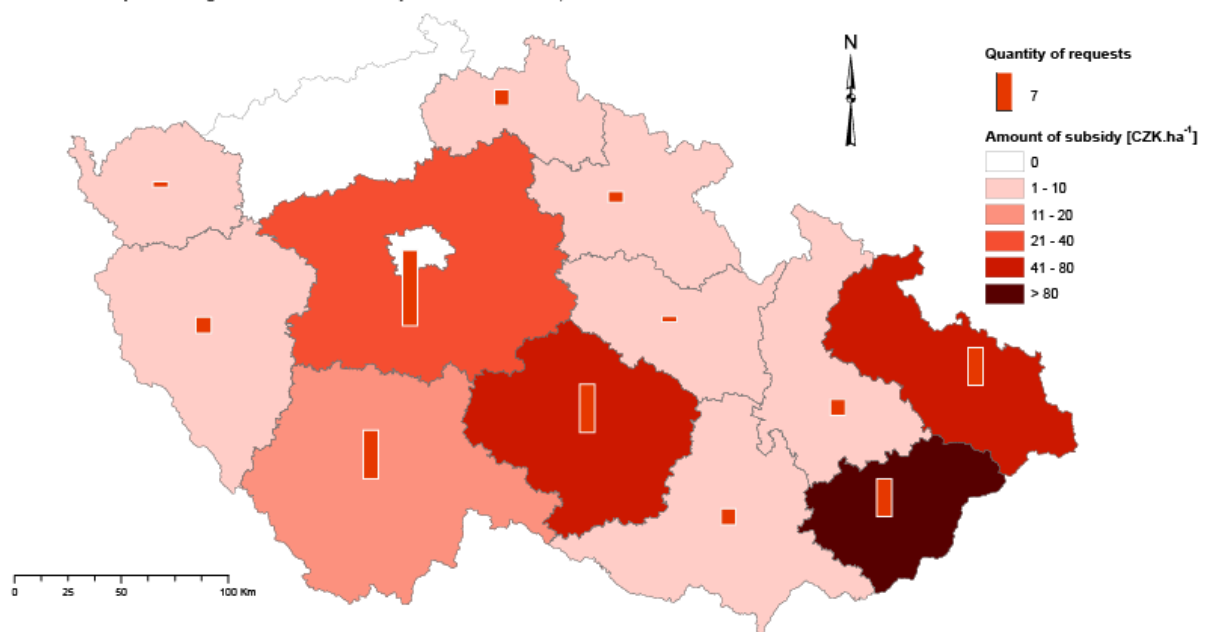 N
Quantity of requests
7
Amount of subsidy [CZK.ha⁻¹]
0
1 - 10
11 - 20
21 - 40
41 - 80
> 80
0 25 50 100 Km